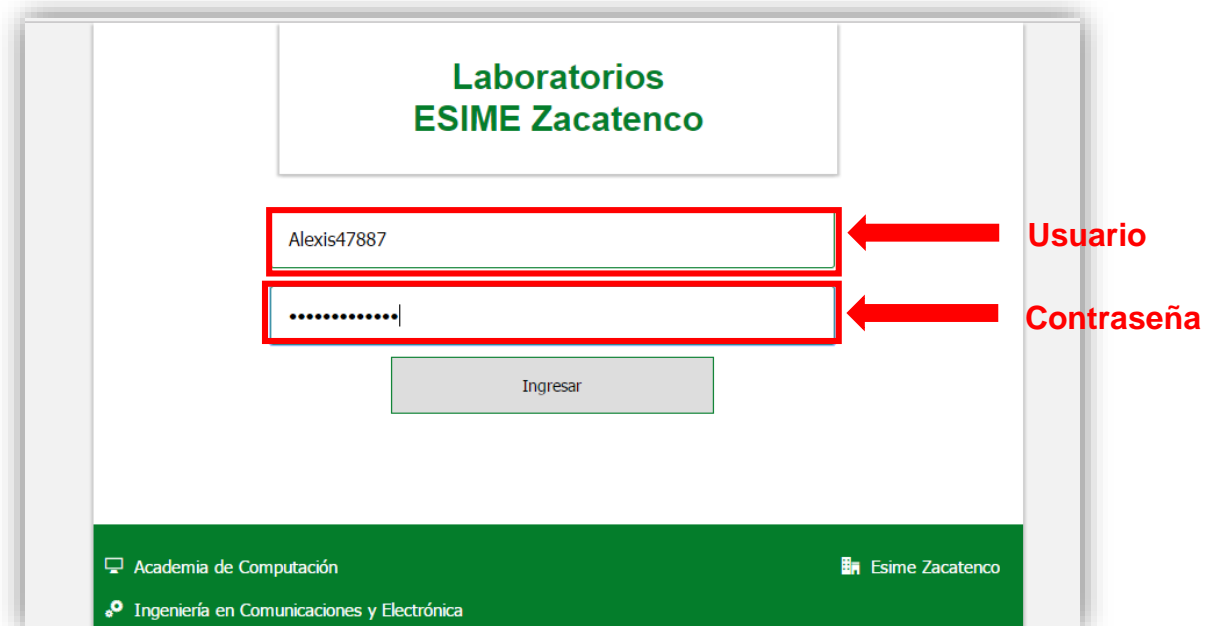 Laboratorios
ESIME Zacatenco
Alexis47887
Usuario
•••••••••••••
Contraseña
Ingresar
Academia de Computación
Esime Zacatenco
Ingeniería en Comunicaciones y Electrónica